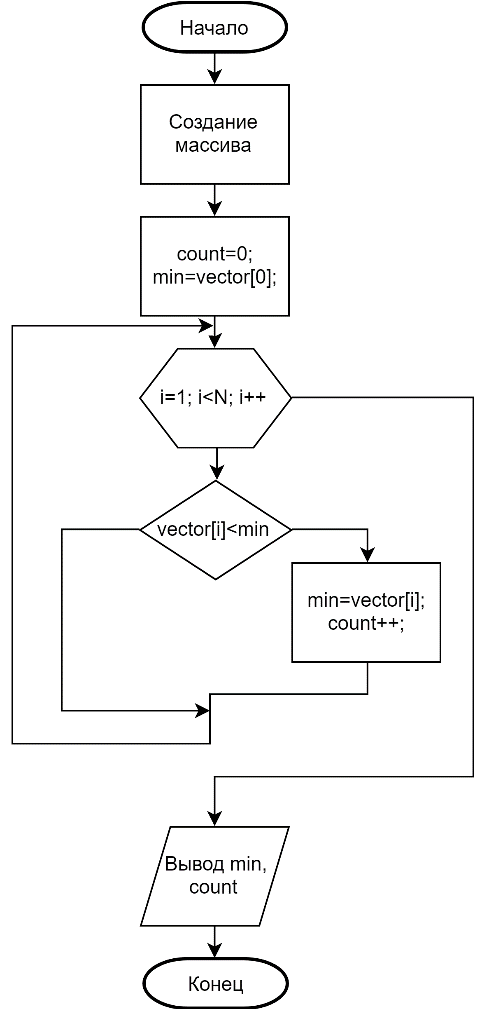 Начало
Создание
массива
count=0;
min=vector[0];
i=1; i<N; i++
vector[i]<min
min=vector[i];
count++;
Вывод min,
count
Конец